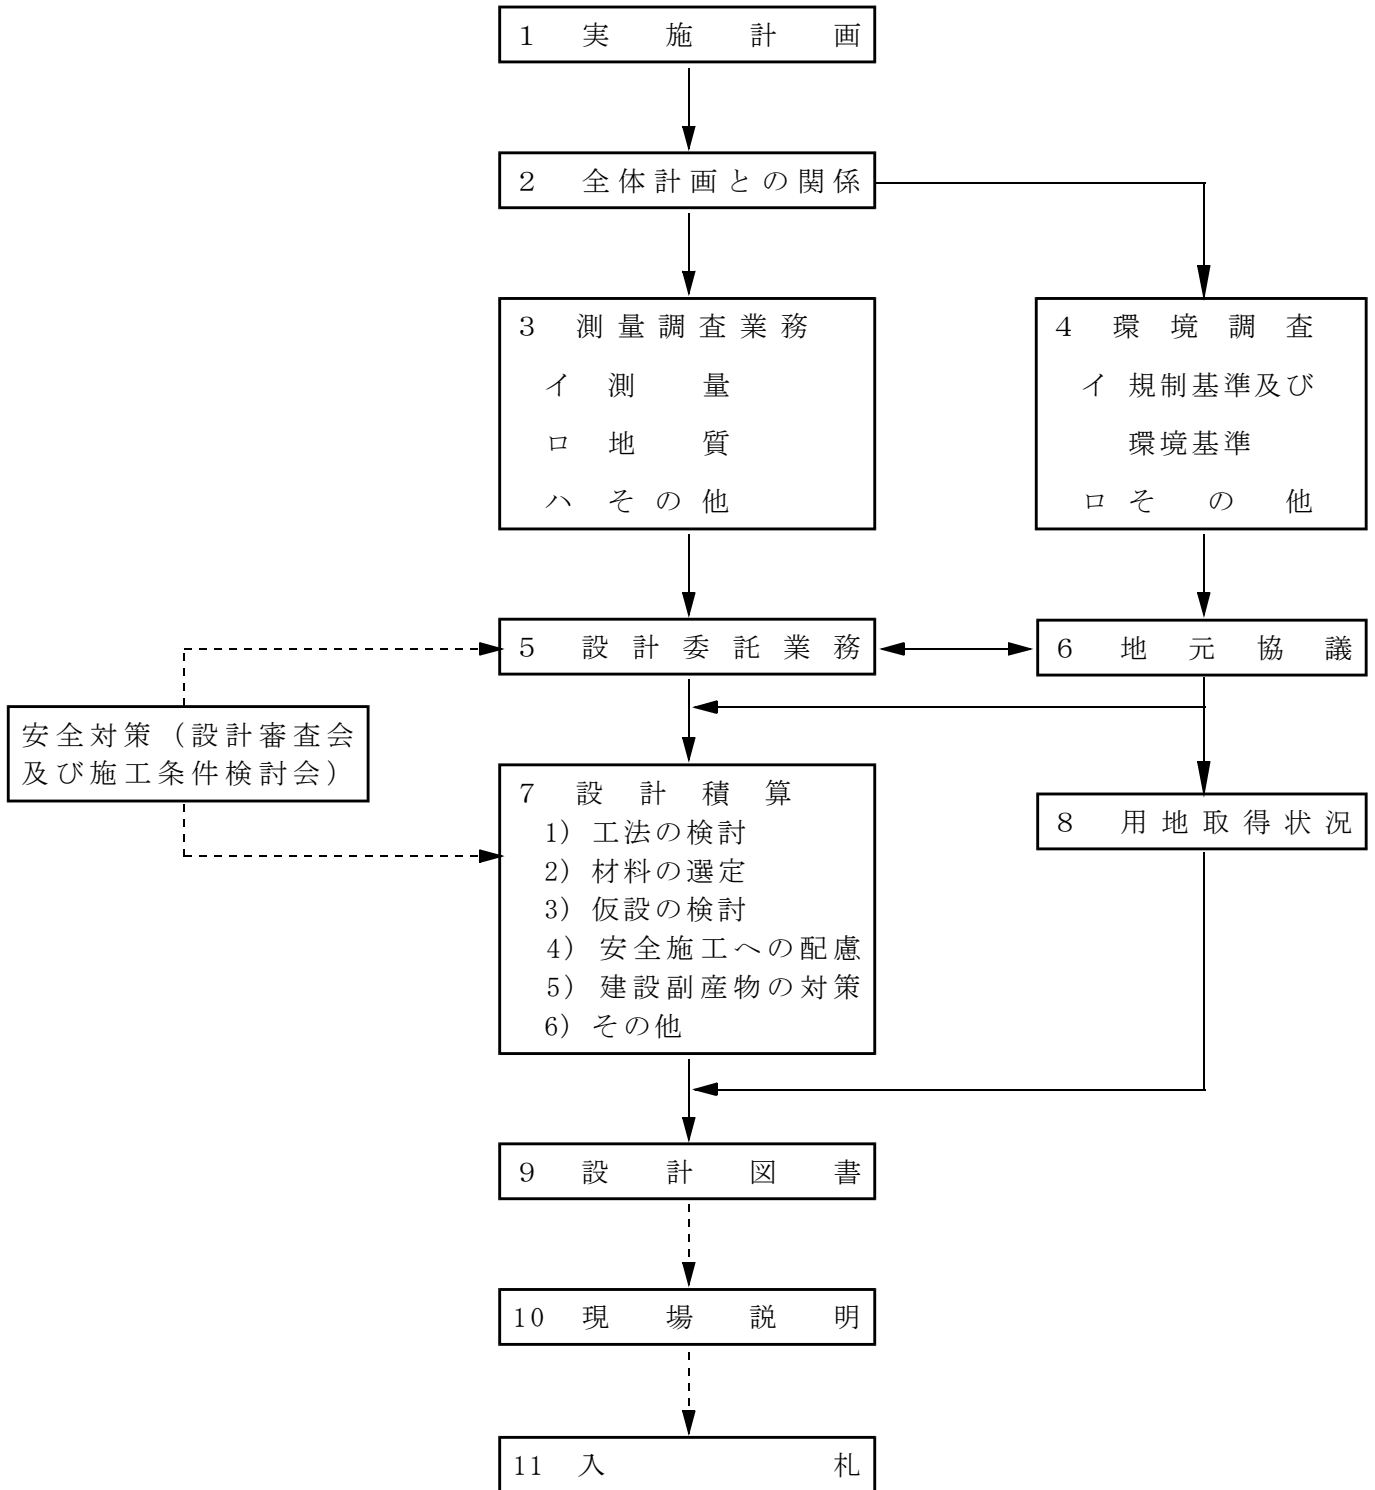 1 実施計画
2 全体計画との関係
3 測量調査業務
イ 測量
ロ 地質
ハ その他
4 環境調査
イ 規制基準及び
環境基準
ロ その他
5 設計委託業務
6 地元協議
安全対策（設計審査会
及び施工条件検討会）
7 設計積算
1) 工法の検討
2) 材料の選定
3) 仮設の検討
4) 安全施工への配慮
5) 建設副産物の対策
6) その他
8 用地取得状況
9 設計図書
10 現場説明
11 入札